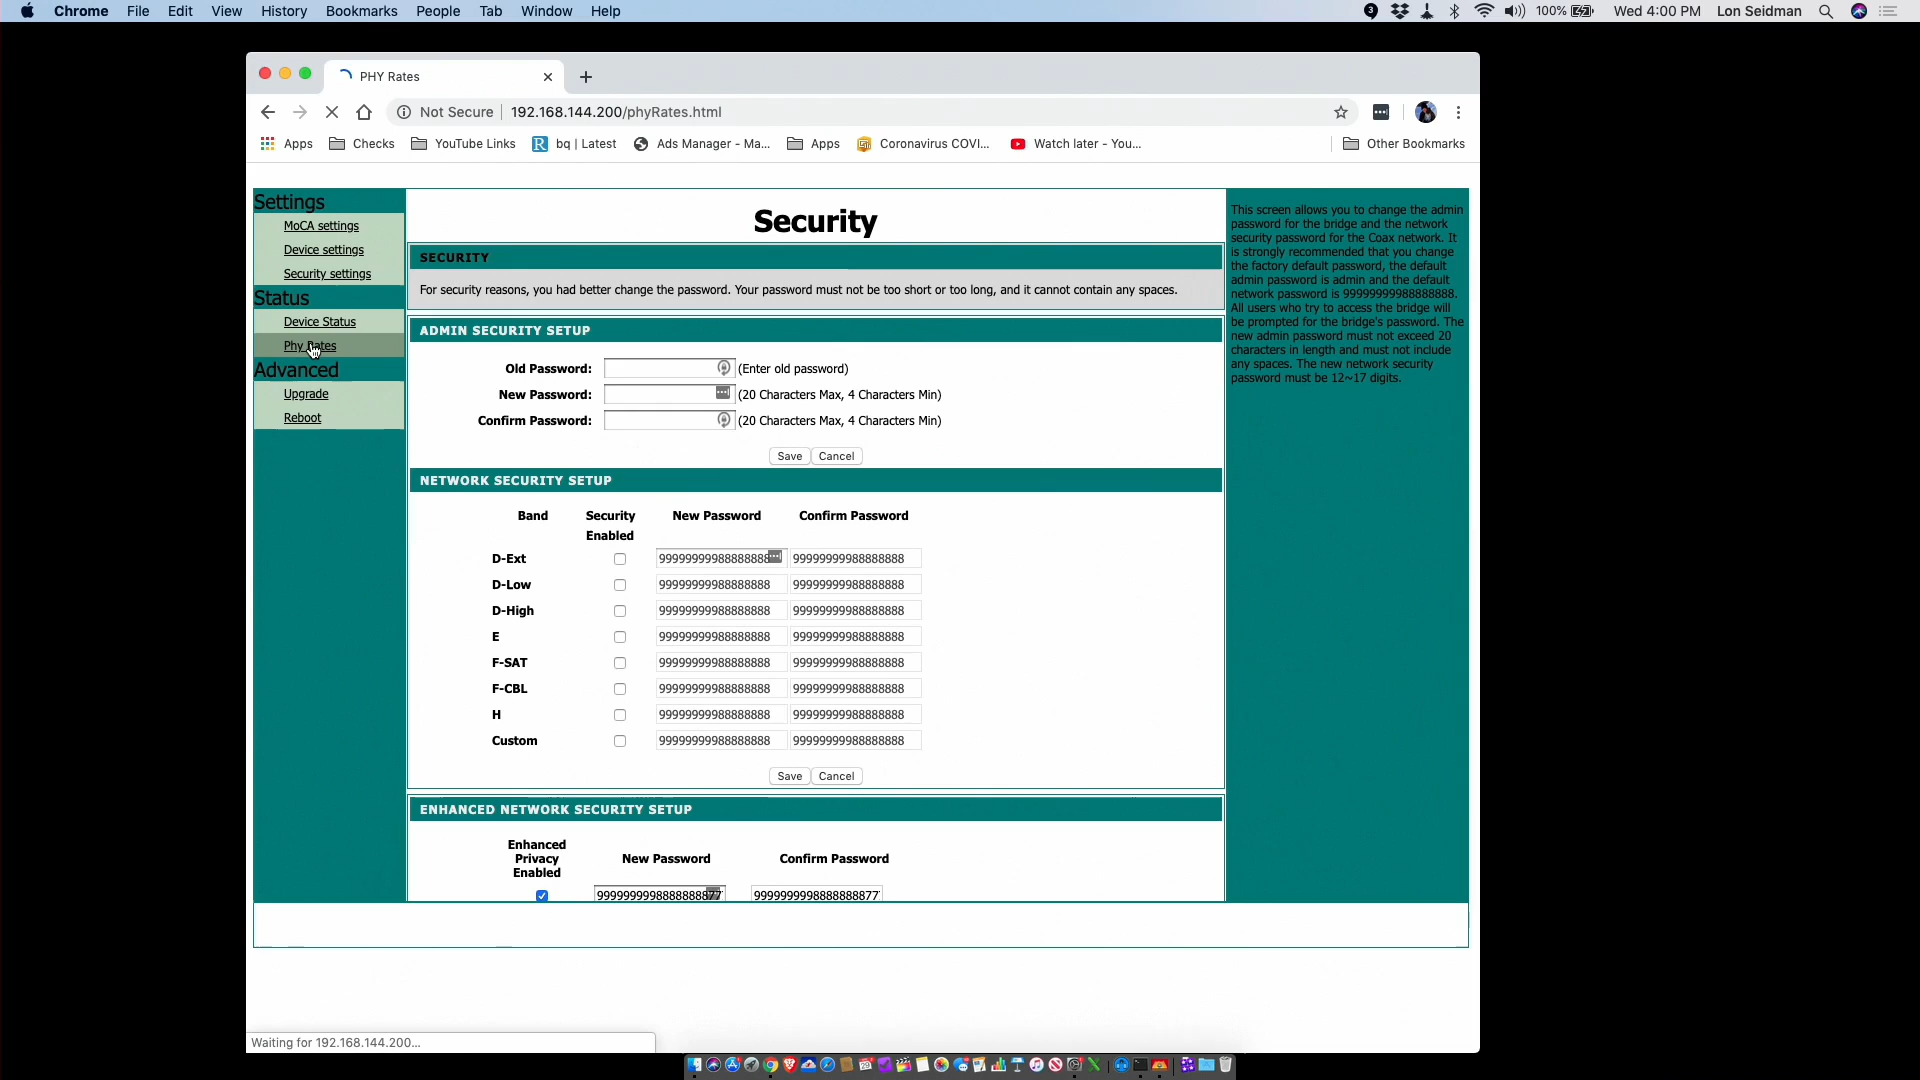 Chrome File Edit View History Bookmarks People Tab Window Help
3 100% Wed 4:00 PM Lon Seidman
PHY Rates
Not Secure 192.168.144.200/phyRates.html
Apps Checks YouTube Links bq | Latest Ads Manager - Ma... Apps Coronavirus COVI... Watch later - You... Other Bookmarks
Settings
MoCA settings
Device settings
Security settings
Status
Device Status
Phy Rates
Advanced
Upgrade
Reboot
Security
SECURITY
For security reasons, you had better change the password. Your password must not be too short or too long, and it cannot contain any spaces.
ADMIN SECURITY SETUP
Old Password: (Enter old password)
New Password: (20 Characters Max, 4 Characters Min)
Confirm Password: (20 Characters Max, 4 Characters Min)
Save Cancel
NETWORK SECURITY SETUP
Band Security New Password Confirm Password
Enabled
D-Ext 99999999988888888 99999999988888888
D-Low 99999999988888888 99999999988888888
D-High 99999999988888888 99999999988888888
E 99999999988888888 99999999988888888
F-SAT 99999999988888888 99999999988888888
F-CBL 99999999988888888 99999999988888888
H 99999999988888888 99999999988888888
Custom 99999999988888888 99999999988888888
Save Cancel
ENHANCED NETWORK SECURITY SETUP
Enhanced
Privacy New Password Confirm Password
Enabled
This screen allows you to change the admin
password for the bridge and the network
security password for the Coax network. It
is strongly recommended that you change
the factory default password, the default
admin password is admin and the default
network password is 99999999988888888.
All users who try to access the bridge will
be prompted for the bridge's password. The
new admin password must not exceed 20
characters in length and must not include
any spaces. The new network security
password must be 12~17 digits.
Waiting for 192.168.144.200...